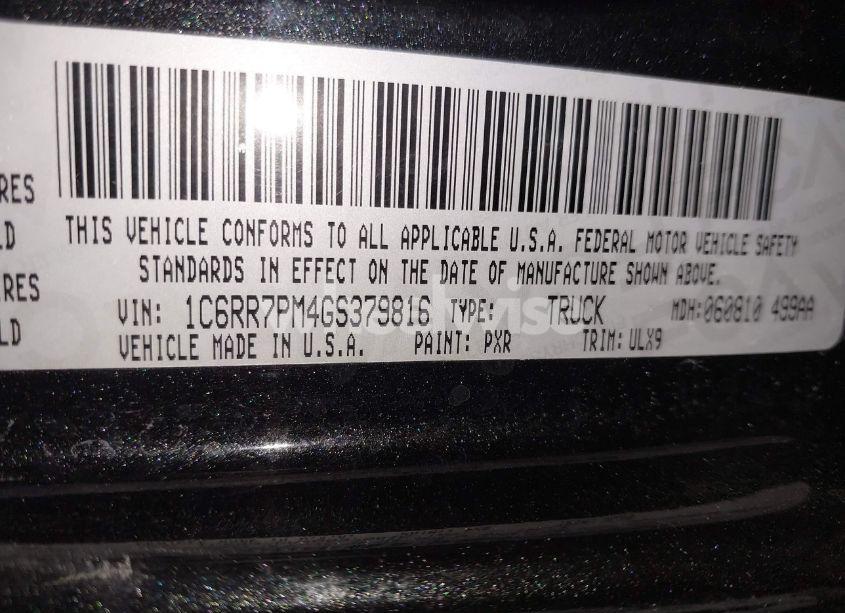 RES
LD
RES
LD
THIS VEHICLE CONFORMS TO ALL APPLICABLE U.S.A. FEDERAL MOTOR VEHICLE SAFETY
STANDARDS IN EFFECT ON THE DATE OF MANUFACTURE SHOWN ABOVE.
VIN: 1C6RR7PM4GS379816 TYPE: TRUCK MDH:060810 499AA
VEHICLE MADE IN U.S.A. PAINT: PXR TRIM: ULX9